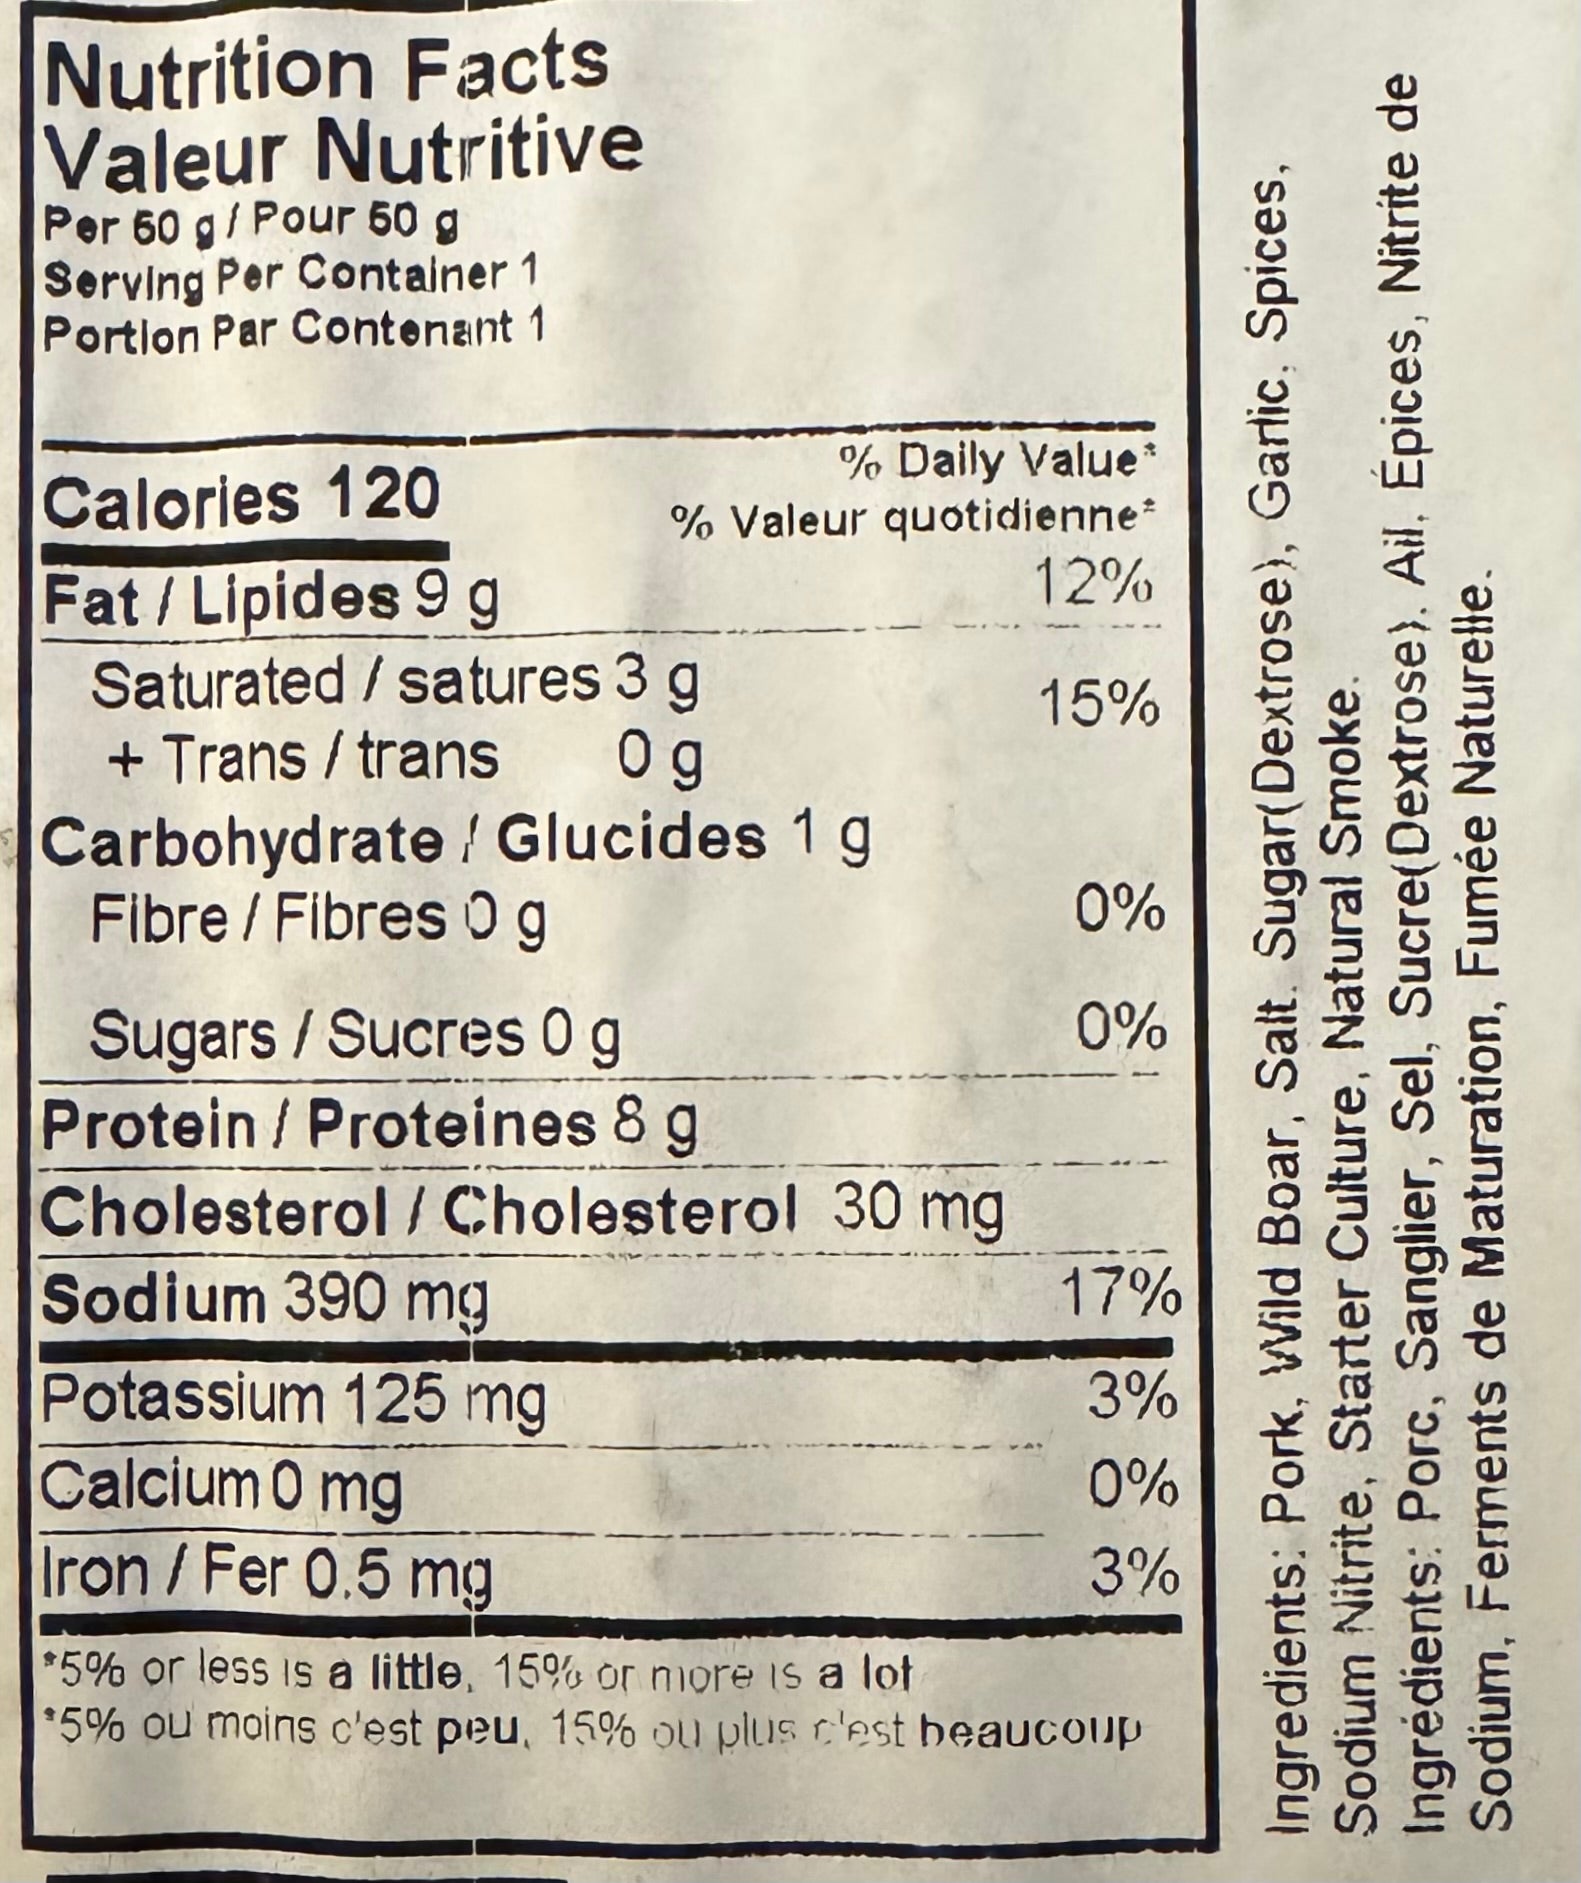 Nutrition Facts
Valeur Nutritive
Per 50 g / Pour 50 g
Serving Per Container 1
Portion Par Contenant 1
% Daily Value*
Calories 120
% Valeur quotidienne*
Fat / Lipides 9 g 12%
Saturated / satures 3 g 15%
+ Trans / trans 0 g
Carbohydrate / Glucides 1 g
Fibre / Fibres 0 g 0%
Sugars / Sucres 0 g 0%
Protein / Proteines 8 g
Cholesterol / Cholesterol 30 mg
Sodium 390 mg 17%
Potassium 125 mg 3%
Calcium 0 mg 0%
Iron / Fer 0.5 mg 3%
*5% or less is a little, 15% or more is a lot
*5% ou moins c'est peu, 15% ou plus c'est beaucoup
Ingredients: Pork, Wild Boar, Salt, Sugar(Dextrose), Garlic, Spices,
Sodium Nitrite, Starter Culture, Natural Smoke.
Ingrédients: Porc, Sanglier, Sel, Sucre(Dextrose), Ail, Épices, Nitrite de
Sodium, Ferments de Maturation, Fumée Naturelle.